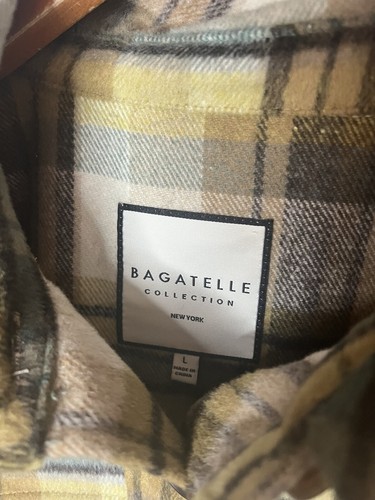 BAGATELLE
COLLECTION
NEW YORK
L
MADE IN
CHINA